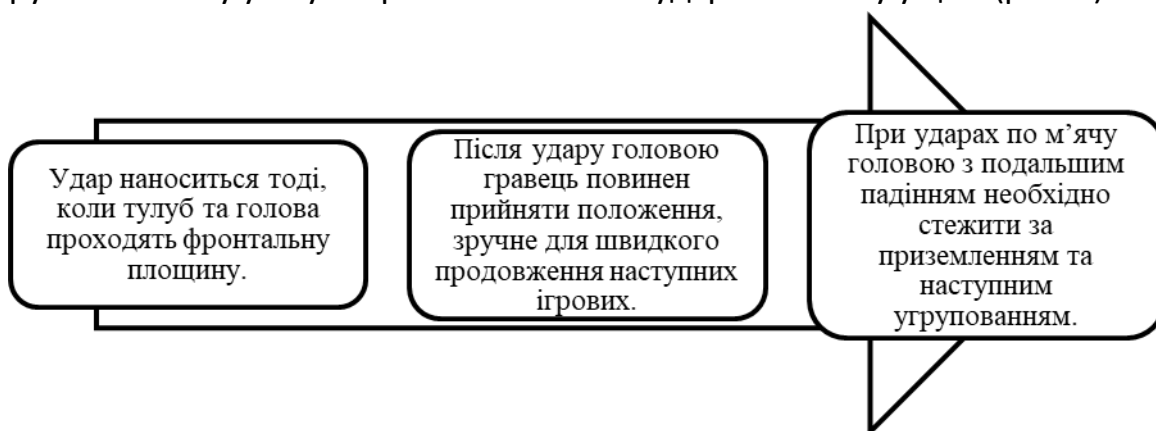 Удар наноситься тоді,
коли тулуб та голова
проходять фронтальну
площину.
Після удару головою
гравець повинен
прийняти положення,
зручне для швидкого
продовження наступних
ігрових.
При ударах по м’ячу
головою з подальшим
падінням необхідно
стежити за
приземленням та
наступним
угрупованням.